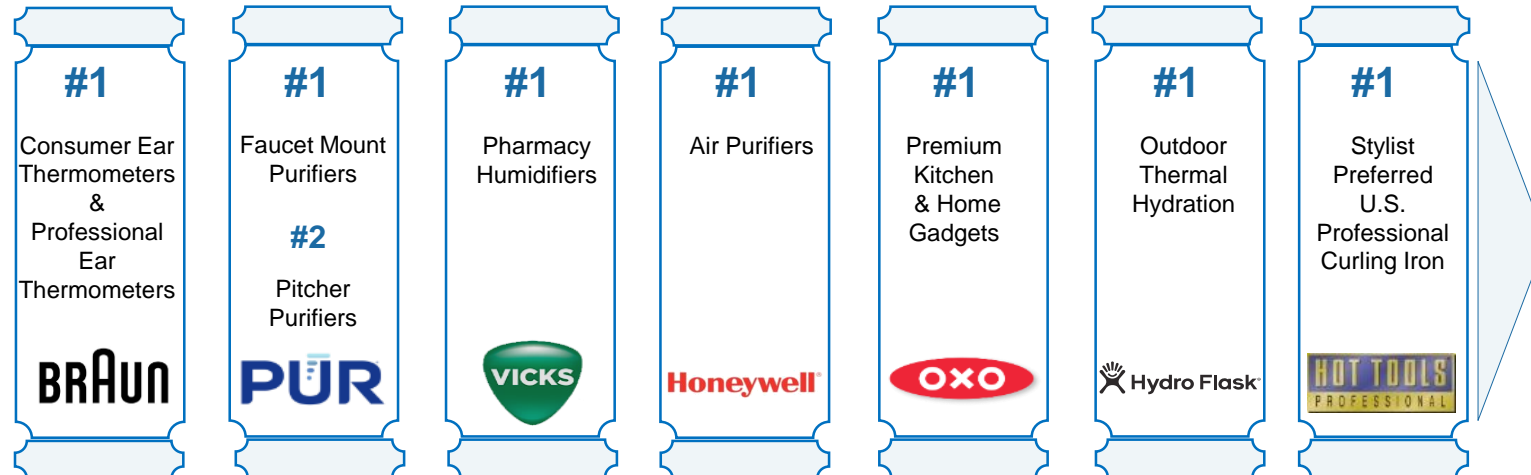 #1
Consumer Ear
Thermometers
&
Professional
Ear
Thermometers
BRAUN
#1
Faucet Mount
Purifiers
#2
Pitcher
Purifiers
PÜR
#1
Pharmacy
Humidifiers
VICKS
#1
Air Purifiers
Honeywell
#1
Premium
Kitchen
& Home
Gadgets
OXO
#1
Outdoor
Thermal
Hydration
Hydro Flask
#1
Stylist
Preferred
U.S.
Professional
Curling Iron
HOT TOOLS
PROFESSIONAL